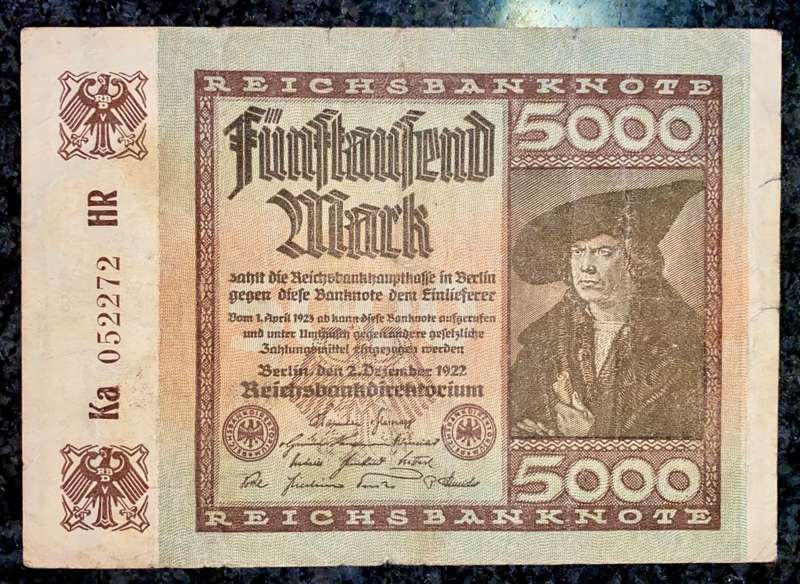 REICHSBANKNOTE
5000
Fünftausend
Mark
zahlt die Reichsbankhauptkasse in Berlin
gegen diese Banknote dem Einlieferer
Vom 1. April 1923 ab kann diese Banknote aufgerufen
und unter Umtausch gegen andere gesetzliche
Zahlungsmittel eingezogen werden
Berlin, den 2. Dezember 1922
Reichsbankdirektorium
5000
REICHSBANKNOTE
Ka 052272 HR
RBD
RBD